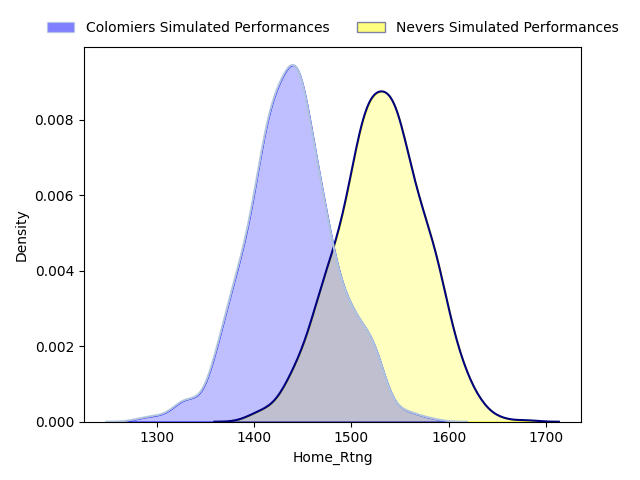 Colomiers Simulated Performances
Nevers Simulated Performances
0.008
0.006
0.004
0.002
0.000
Density
1300
1400
1500
1600
1700
Home_Rtng